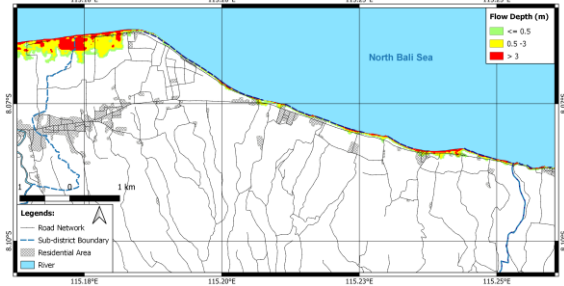 115.18°E
115.20°E
115.23°E
115.25°E
Flow Depth (m)
<= 0.5
0.5 -3
> 3
North Bali Sea
8.07°S
8.07°S
1 0 1 km
Legends:
Road Network
Sub-district Boundary
Residential Area
River
8.10°S
8.10°S
115.18°E
115.20°E
115.23°E
115.25°E